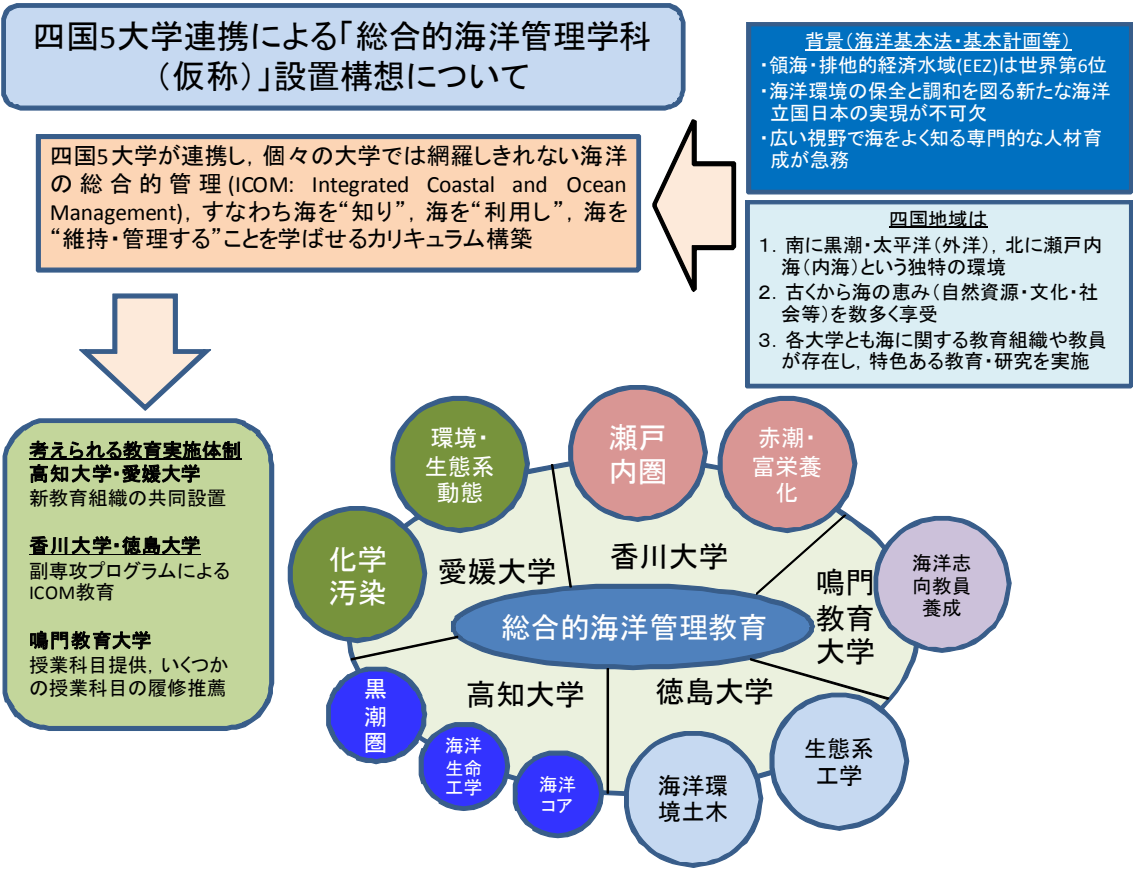 四国5大学連携による「総合的海洋管理学科
（仮称）」設置構想について
背景（海洋基本法・基本計画等）
・領海・排他的経済水域(EEZ)は世界第6位
・海洋環境の保全と調和を図る新たな海洋
立国日本の実現が不可欠
・広い視野で海をよく知る専門的な人材育
成が急務
四国5大学が連携し，個々の大学では網羅しきれない海洋
の総合的管理(ICOM: Integrated Coastal and Ocean
Management)，すなわち海を“知り”，海を“利用し”，海を
“維持・管理する”ことを学ばせるカリキュラム構築
四国地域は
1．南に黒潮・太平洋（外洋），北に瀬戸内
海（内海）という独特の環境
2．古くから海の恵み（自然資源・文化・社
会等）を数多く享受
3．各大学とも海に関する教育組織や教員
が存在し，特色ある教育・研究を実施
考えられる教育実施体制
高知大学・愛媛大学
新教育組織の共同設置
香川大学・徳島大学
副専攻プログラムによる
ICOM教育
鳴門教育大学
授業科目提供，いくつか
の授業科目の履修推薦
環境・
生態系
動態
瀬戸
内圏
赤潮・
富栄養
化
化学
汚染
愛媛大学
香川大学
鳴門
教育
大学
海洋志
向教員
養成
総合的海洋管理教育
高知大学
徳島大学
黒
潮
圏
海洋
生命
工学
海洋
コア
海洋環
境土木
生態系
工学